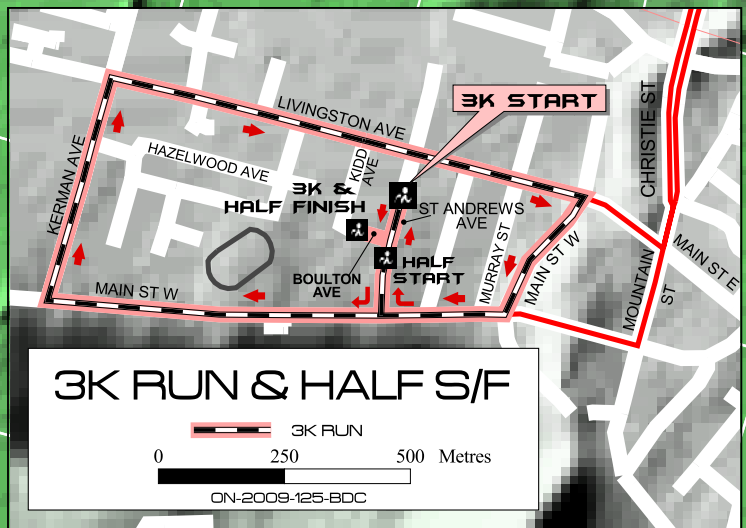 3K START
LIVINGSTON AVE
CHRISTIE ST
KERMAN AVE
HAZELWOOD AVE
KIDD
AVE
3K &
HALF FINISH
ST ANDREWS
AVE
MURRAY ST
MAIN ST W
HALF
START
BOULTON
AVE
MAIN ST W
MAIN ST E
MOUNTAIN
ST
3K RUN & HALF S/F
3K RUN
0 250 500 Metres
ON-2009-125-BDC